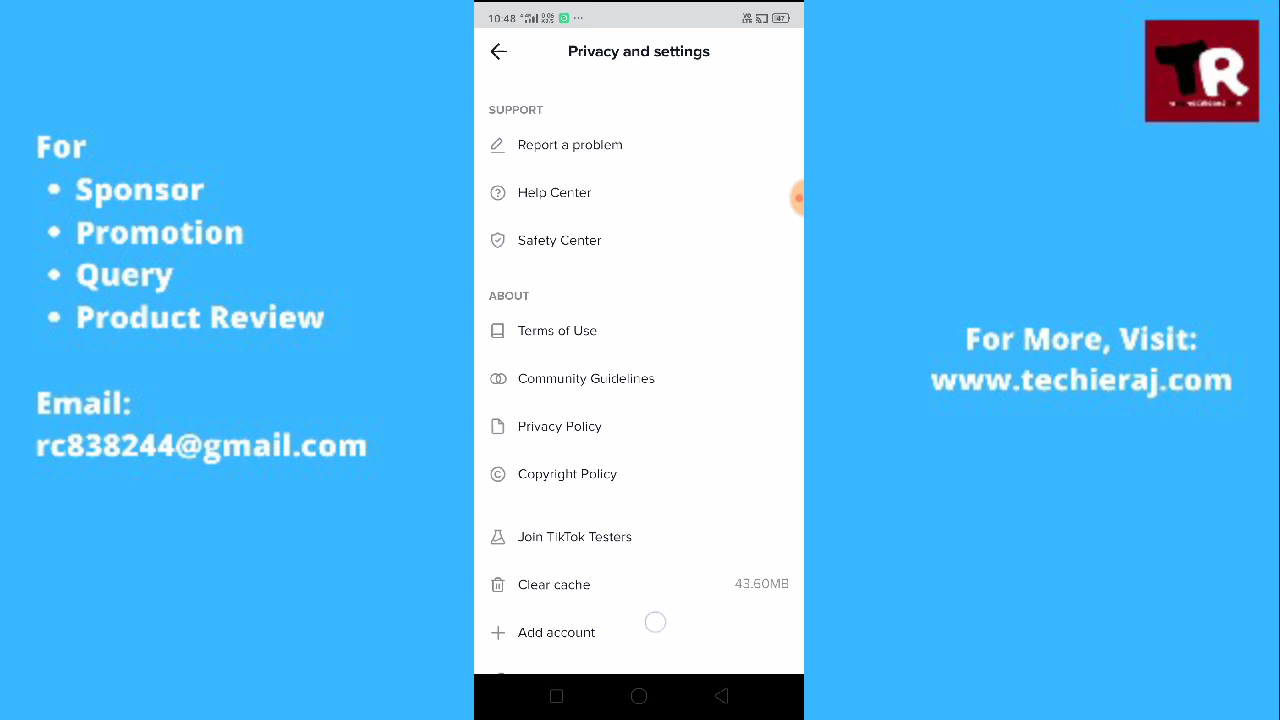 For
• Sponsor
• Promotion
• Query
• Product Review
Email:
rc838244@gmail.com
10:48
47
Privacy and settings
SUPPORT
Report a problem
Help Center
Safety Center
ABOUT
Terms of Use
Community Guidelines
Privacy Policy
Copyright Policy
Join TikTok Testers
Clear cache 43.60MB
Add account
TR
For More, Visit:
www.techieraj.com